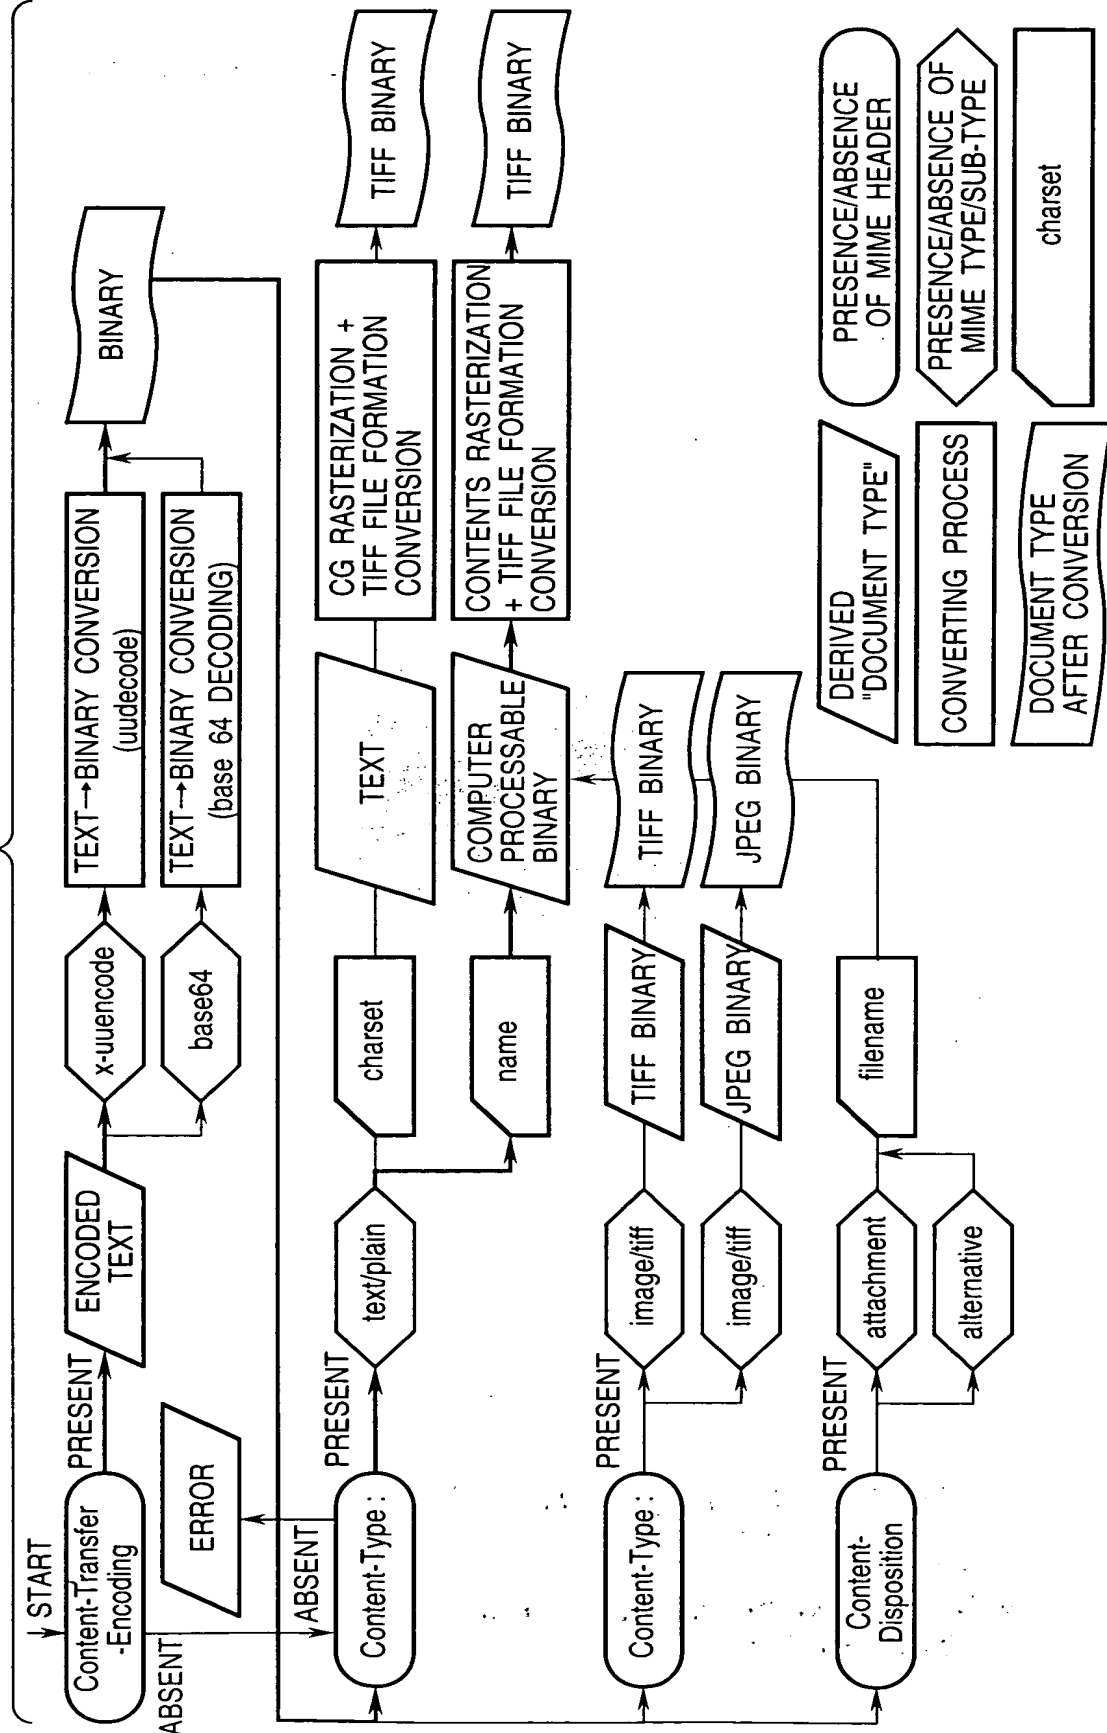 START
Content-Transfer
-Encoding
PRESENT
ENCODED
TEXT
x-uuencode
TEXT→BINARY CONVERSION
(uudecode)
BINARY
base64
TEXT→BINARY CONVERSION
(base 64 DECODING)
ABSENT
ERROR
ABSENT
Content-Type :
PRESENT
text/plain
charset
TEXT
CG RASTERIZATION +
TIFF FILE FORMATION
CONVERSION
TIFF BINARY
name
COMPUTER
PROCESSABLE
BINARY
CONTENTS RASTERIZATION
+ TIFF FILE FORMATION
CONVERSION
TIFF BINARY
Content-Type :
PRESENT
image/tiff
TIFF BINARY
TIFF BINARY
image/tiff
JPEG BINARY
JPEG BINARY
Content-
Disposition
PRESENT
attachment
filename
alternative
DERIVED
"DOCUMENT TYPE"
CONVERTING PROCESS
DOCUMENT TYPE
AFTER CONVERSION
PRESENCE/ABSENCE
OF MIME HEADER
PRESENCE/ABSENCE OF
MIME TYPE/SUB-TYPE
charset